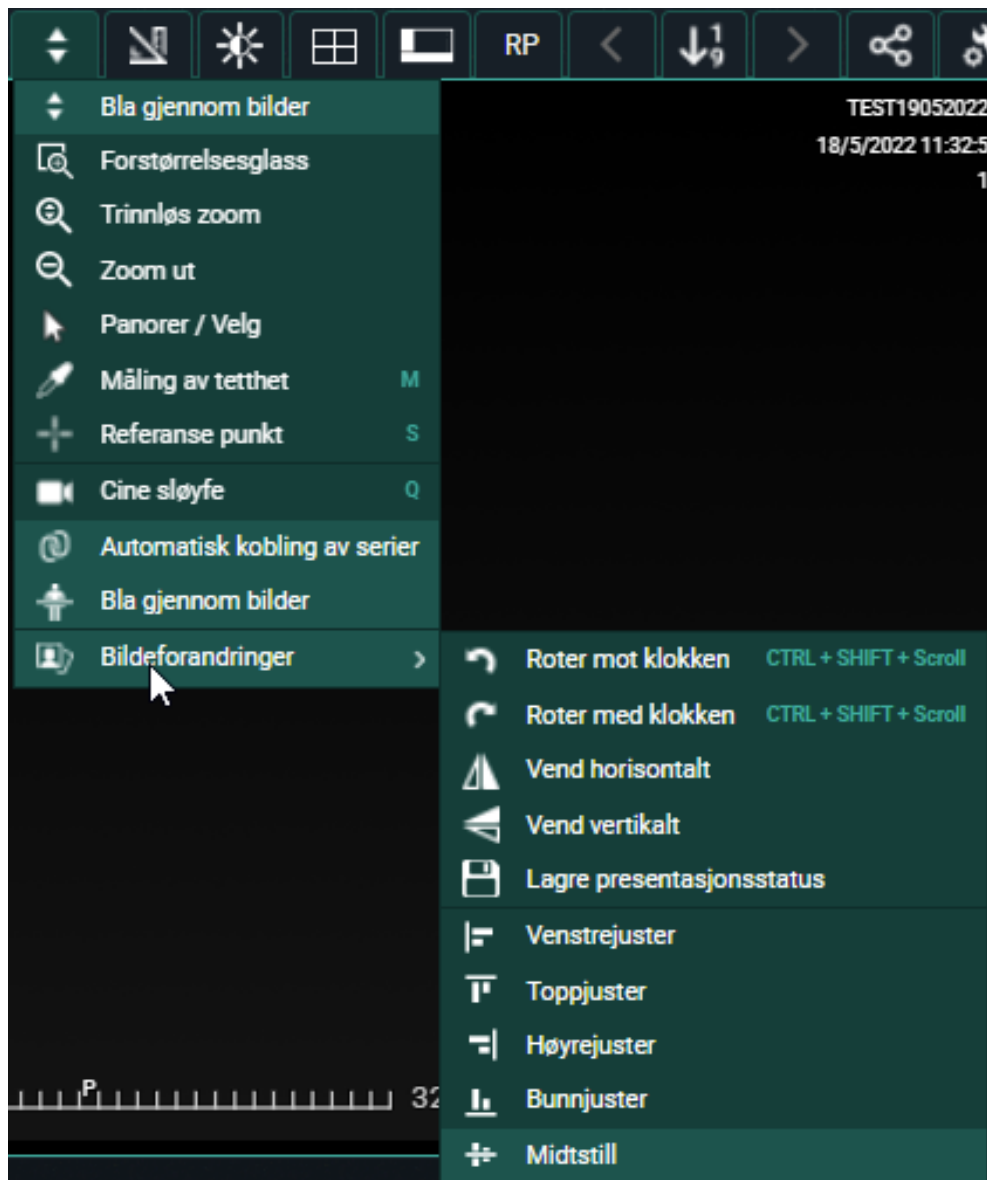 RP
1
9
TEST19052022
18/5/2022 11:32:5
1
Bla gjennom bilder
Forstørrelsesglass
Trinnløs zoom
Zoom ut
Panorer / Velg
Måling av tetthet M
Referanse punkt S
Cine sløyfe Q
Automatisk kobling av serier
Bla gjennom bilder
Bildeforandringer
Roter mot klokken CTRL + SHIFT + Scroll
Roter med klokken CTRL + SHIFT + Scroll
Vend horisontalt
Vend vertikalt
Lagre presentasjonsstatus
Venstrejuster
Toppjuster
Høyrejuster
Bunnjuster
Midtstill
P
32